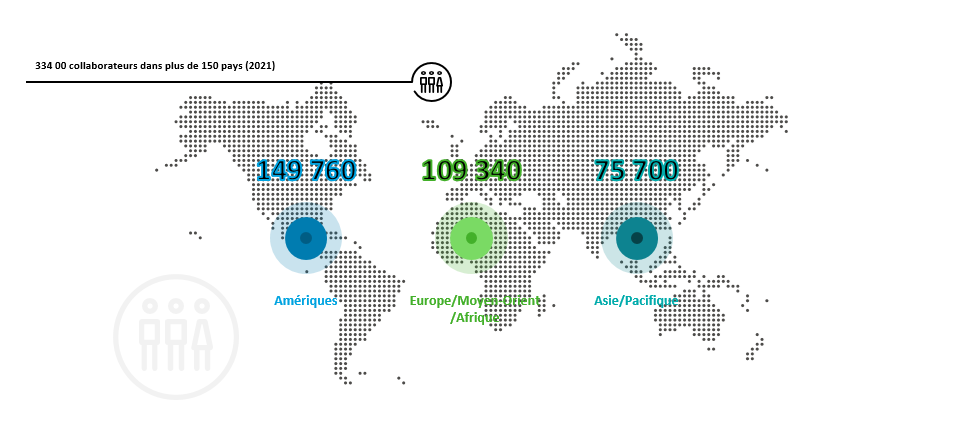 334 00 collaborateurs dans plus de 150 pays (2021)
149 760
109 340
75 700
Amériques
Europe/Moyen Orient
/Afrique
Asie/Pacifique